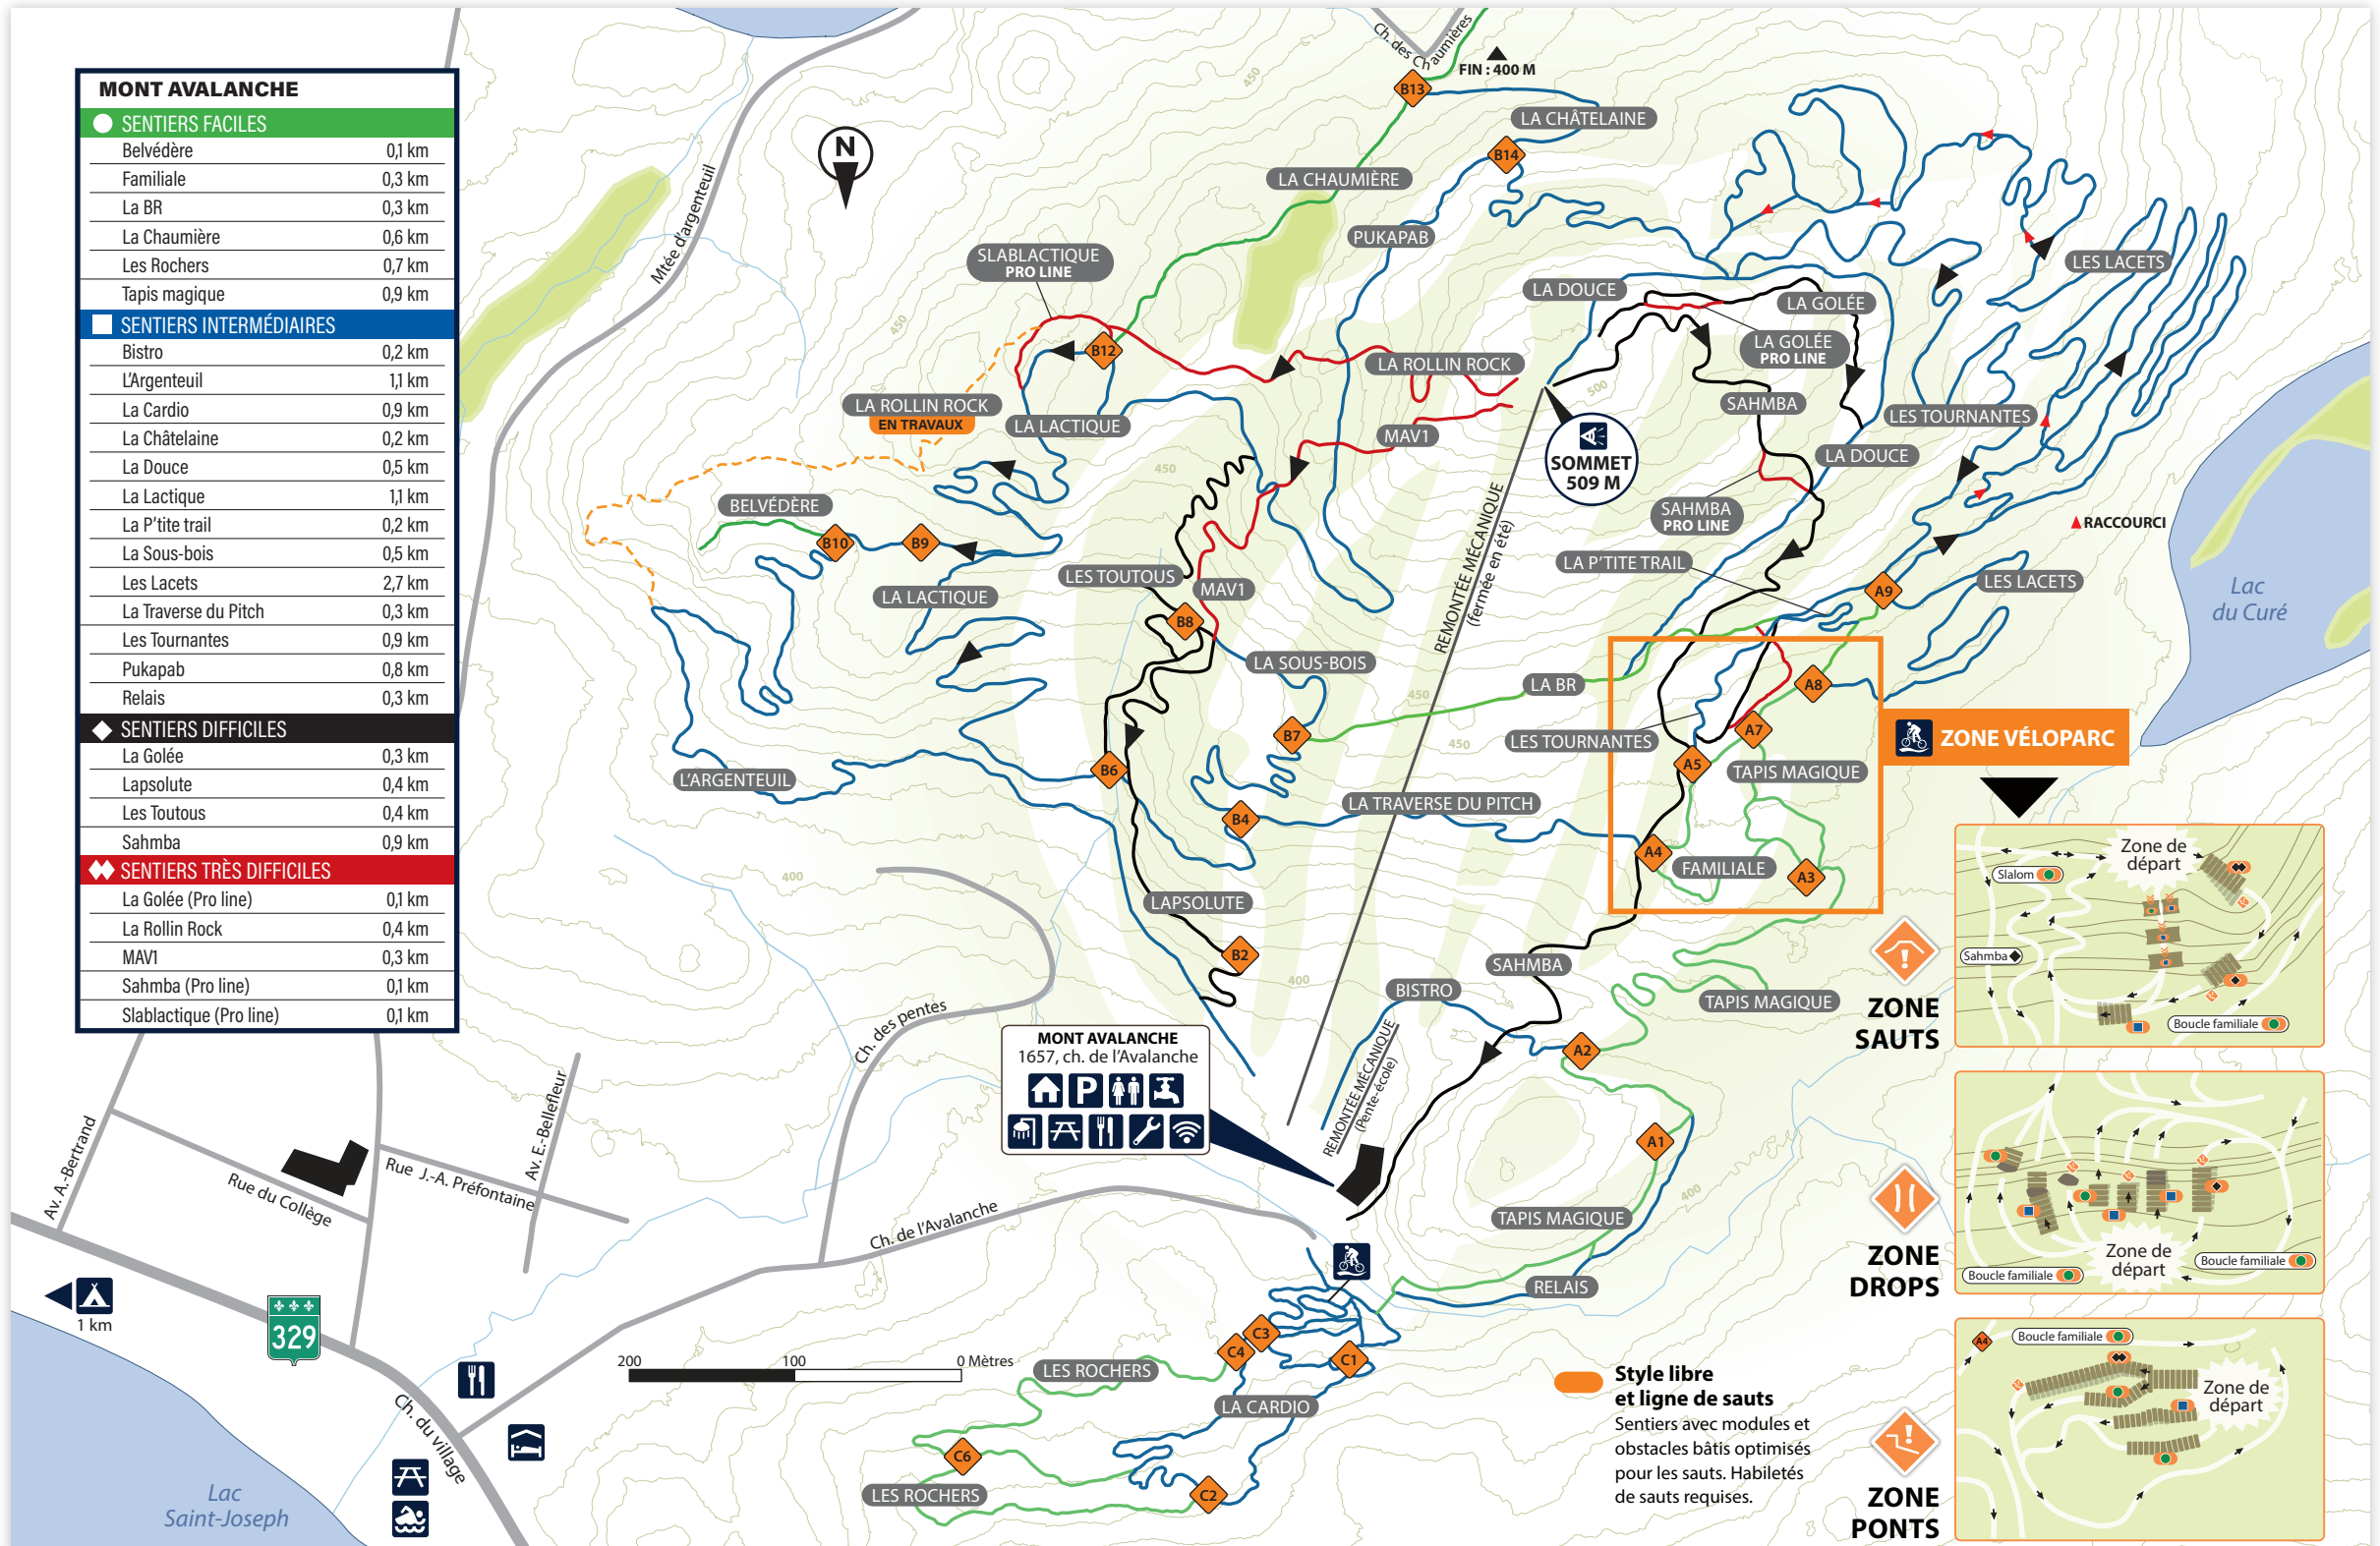 MONT AVALANCHE
SENTIERS FACILES
Belvédère 0,1 km
Familiale 0,3 km
La BR 0,3 km
La Chaumière 0,6 km
Les Rochers 0,7 km
Tapis magique 0,9 km
SENTIERS INTERMÉDIAIRES
Bistro 0,2 km
L'Argenteuil 1,1 km
La Cardio 0,9 km
La Châtelaine 0,2 km
La Douce 0,5 km
La Lactique 1,1 km
La P'tite trail 0,2 km
La Sous-bois 0,5 km
Les Lacets 2,7 km
La Traverse du Pitch 0,3 km
Les Tournantes 0,9 km
Pukapab 0,8 km
Relais 0,3 km
SENTIERS DIFFICILES
La Golée 0,3 km
Lapsolute 0,4 km
Les Toutous 0,4 km
Sahmba 0,9 km
SENTIERS TRÈS DIFFICILES
La Golée (Pro line) 0,1 km
La Rollin Rock 0,4 km
MAV1 0,3 km
Sahmba (Pro line) 0,1 km
Slablactique (Pro line) 0,1 km
N
Mtée d'argenteuil
Ch. des Chaumières
FIN : 400 M
B13
LA CHÂTELAINE
B14
LA CHAUMIÈRE
PUKAPAB
450
SLABLACTIQUE
PRO LINE
450
B12
LA DOUCE
LA GOLÉE
LA GOLÉE
PRO LINE
LES LACETS
LA ROLLIN ROCK
500
LA ROLLIN ROCK
EN TRAVAUX
LA LACTIQUE
MAV1
SAHMBA
LES TOURNANTES
SOMMET
509 M
LA DOUCE
450
BELVÉDÈRE
B10
B9
SAHMBA
PRO LINE
RACCOURCI
REMONTÉE MÉCANIQUE
(fermée en été)
LA P'TITE TRAIL
LES TOUTOUS
MAV1
LA LACTIQUE
A9
LES LACETS
Lac
du Curé
B8
LA SOUS-BOIS
LA BR
A8
450
B7
450
LES TOURNANTES
A7
A5
ZONE VÉLOPARC
B6
TAPIS MAGIQUE
L'ARGENTEUIL
LA TRAVERSE DU PITCH
B4
A4
FAMILIALE
A3
400
LAPSOLUTE
B2
400
SAHMBA
BISTRO
TAPIS MAGIQUE
A2
Ch. des pentes
MONT AVALANCHE
1657, ch. de l'Avalanche
P
REMONTÉE MÉCANIQUE
(Pente-école)
A1
400
TAPIS MAGIQUE
RELAIS
Av. A.-Bertrand
Rue du Collège
Rue J.-A. Préfontaine
Av. E.-Bellefleur
Ch. de l'Avalanche
1 km
329
200 100 0 Mètres
C3
C4
C1
LES ROCHERS
LA CARDIO
C6
LES ROCHERS
C2
Ch. du village
Lac
Saint-Joseph
Style libre
et ligne de sauts
Sentiers avec modules et
obstacles bâtis optimisés
pour les sauts. Habiletés
de sauts requises.
ZONE
SAUTS
Zone de
départ
Slalom
Sahmba
Boucle familiale
ZONE
DROPS
Zone de
départ
Boucle familiale
Boucle familiale
ZONE
PONTS
A4
Boucle familiale
Zone de
départ